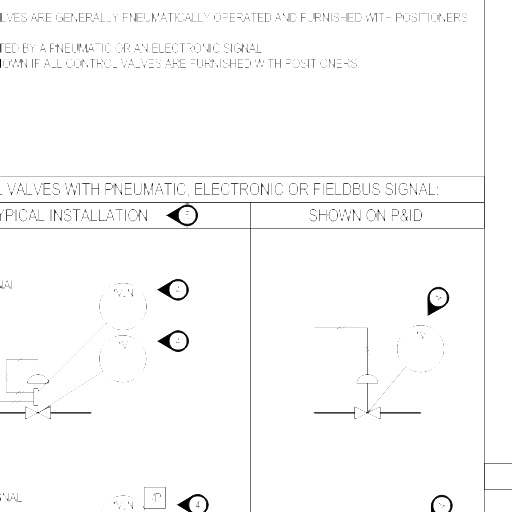 LVES ARE GENERALLY PNEUMATICALLY OPERATED AND FURNISHED WITH POSITIONERS
TED BY A PNEUMATIC OR AN ELECTRONIC SIGNAL
OWN IF ALL CONTROL VALVES ARE FURNISHED WITH POSITIONERS.
L VALVES WITH PNEUMATIC, ELECTRONIC OR FIELDBUS SIGNAL:
YPICAL INSTALLATION
SHOWN ON P&ID
NAL
GNAL